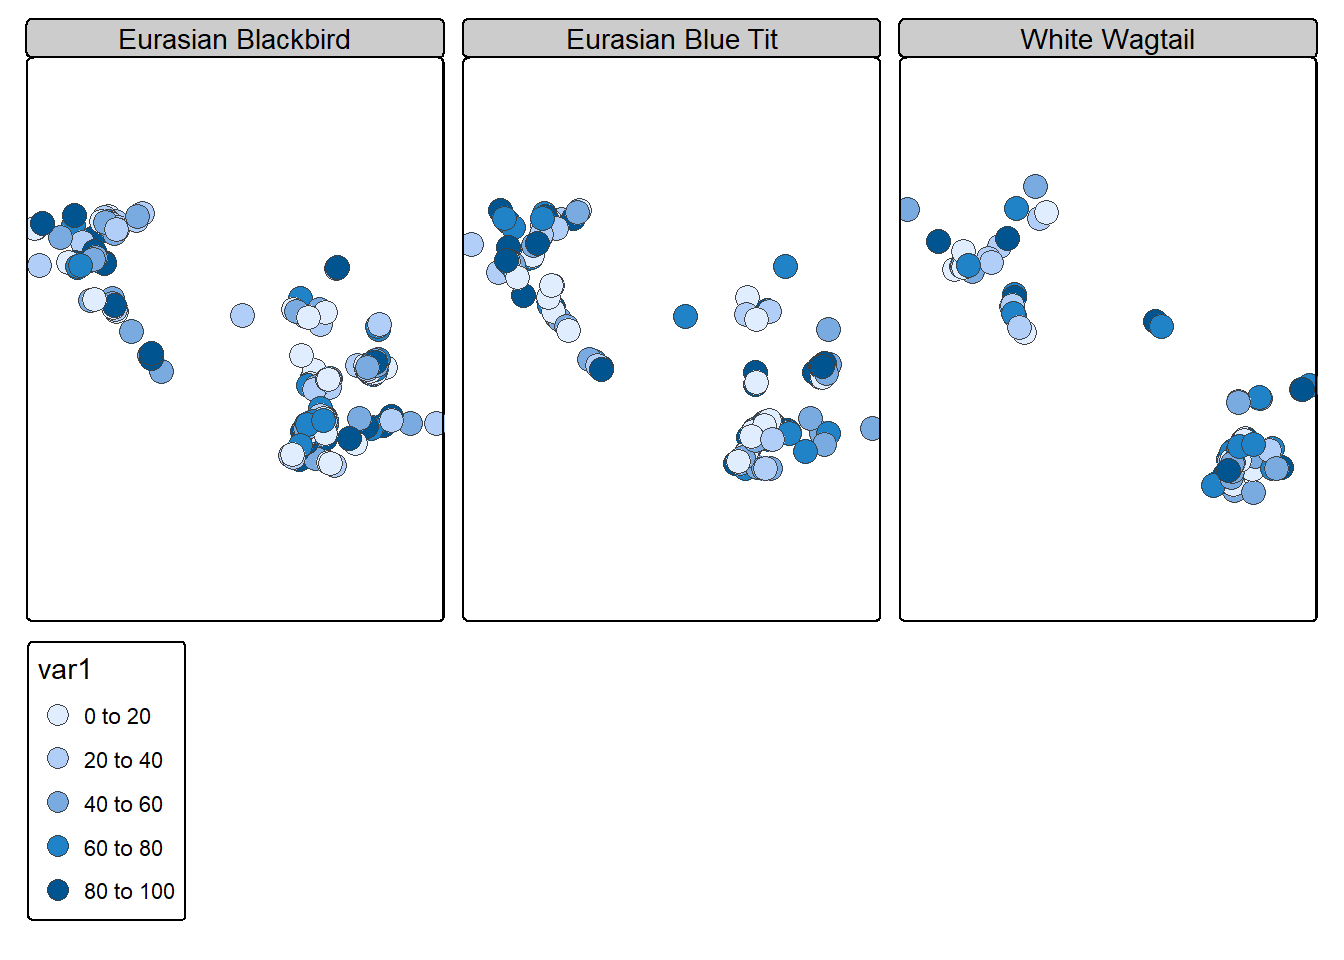 Eurasian Blackbird
Eurasian Blue Tit
White Wagtail
var1
0 to 20
20 to 40
40 to 60
60 to 80
80 to 100